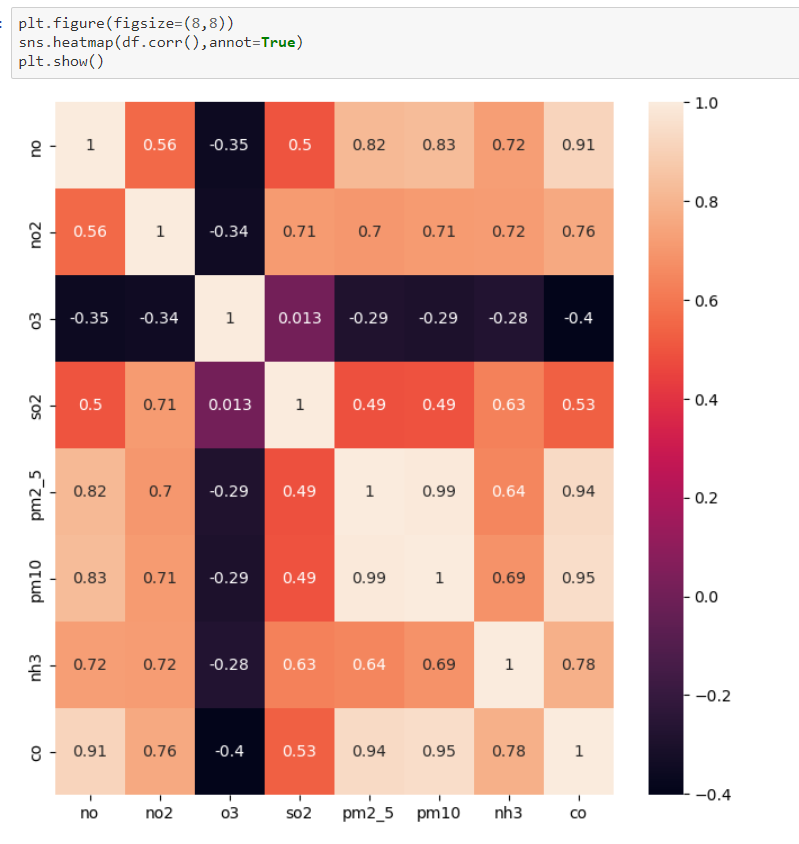 :
plt.figure(figsize=(8,8))
sns.heatmap(df.corr(),annot=True)
plt.show()
no 1 0.56 -0.35 0.5 0.82 0.83 0.72 0.91
no2 0.56 1 -0.34 0.71 0.7 0.71 0.72 0.76
o3 -0.35 -0.34 1 0.013 -0.29 -0.29 -0.28 -0.4
so2 0.5 0.71 0.013 1 0.49 0.49 0.63 0.53
pm2_5 0.82 0.7 -0.29 0.49 1 0.99 0.64 0.94
pm10 0.83 0.71 -0.29 0.49 0.99 1 0.69 0.95
nh3 0.72 0.72 -0.28 0.63 0.64 0.69 1 0.78
co 0.91 0.76 -0.4 0.53 0.94 0.95 0.78 1
no no2 o3 so2 pm2_5 pm10 nh3 co
1.0
0.8
0.6
0.4
0.2
0.0
−0.2
−0.4